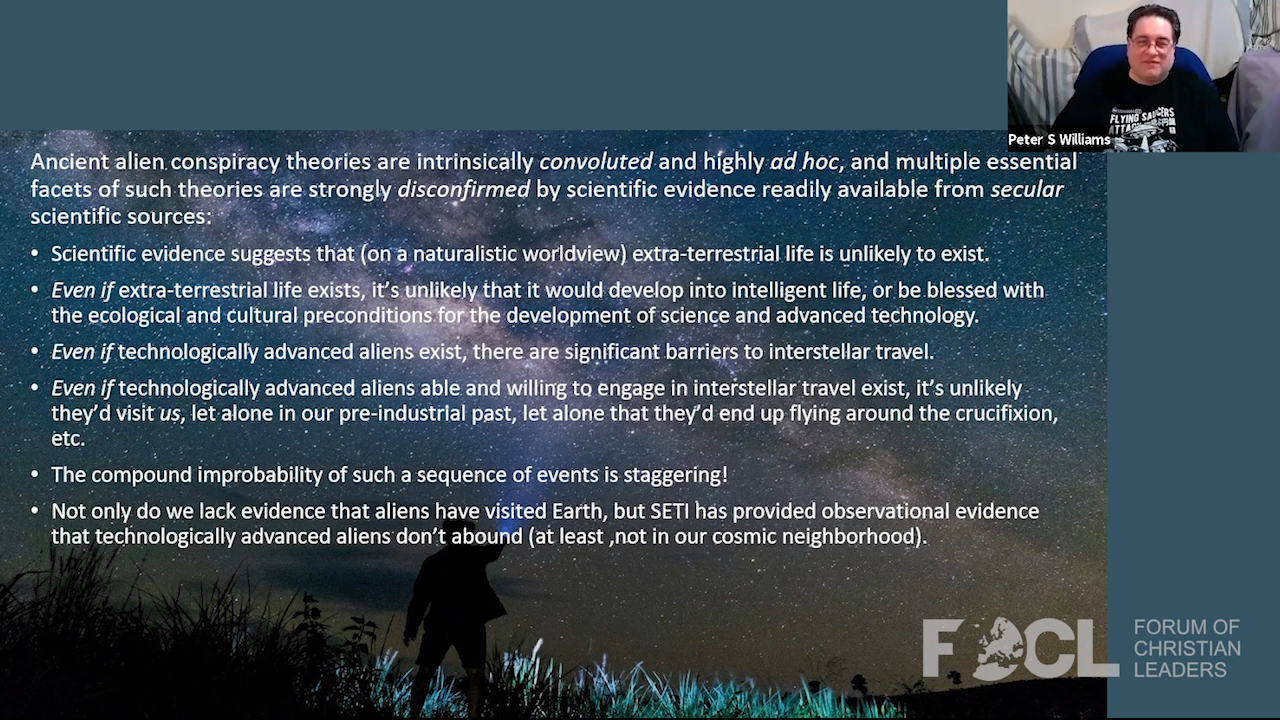 FLYING SAUCERS
Peter S Williams
Ancient alien conspiracy theories are intrinsically convoluted and highly ad hoc, and multiple essential
facets of such theories are strongly disconfirmed by scientific evidence readily available from secular
scientific sources:
• Scientific evidence suggests that (on a naturalistic worldview) extra-terrestrial life is unlikely to exist.
• Even if extra-terrestrial life exists, it’s unlikely that it would develop into intelligent life, or be blessed with
the ecological and cultural preconditions for the development of science and advanced technology.
• Even if technologically advanced aliens exist, there are significant barriers to interstellar travel.
• Even if technologically advanced aliens able and willing to engage in interstellar travel exist, it’s unlikely
they’d visit us, let alone in our pre-industrial past, let alone that they’d end up flying around the crucifixion,
etc.
• The compound improbability of such a sequence of events is staggering!
• Not only do we lack evidence that aliens have visited Earth, but SETI has provided observational evidence
that technologically advanced aliens don’t abound (at least ,not in our cosmic neighborhood).
FOCL
FORUM OF
CHRISTIAN
LEADERS